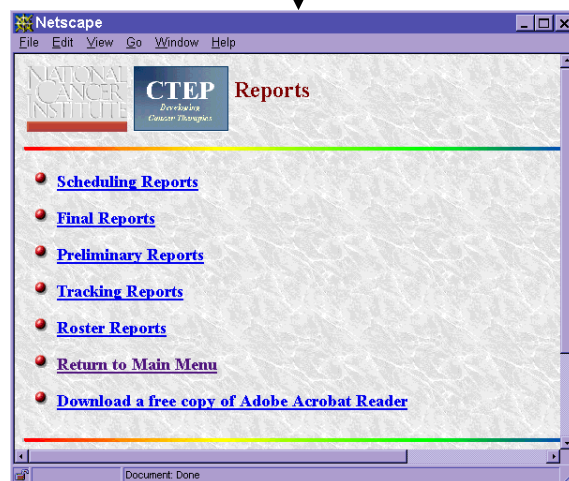 Netscape
File Edit View Go Window Help
NATIONAL
CANCER
INSTITUTE
CTEP
Developing
Cancer Therapies
Reports
Scheduling Reports
Final Reports
Preliminary Reports
Tracking Reports
Roster Reports
Return to Main Menu
Download a free copy of Adobe Acrobat Reader
Document: Done